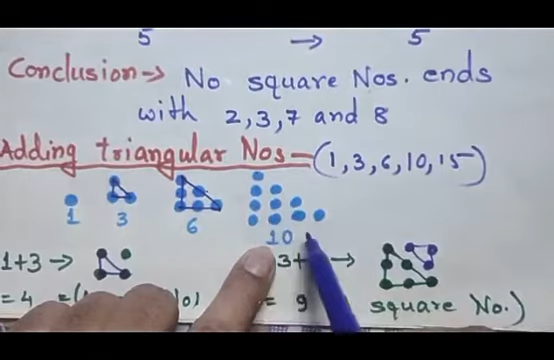 5 → 5
Conclusion → No square Nos. ends
with 2,3,7 and 8
Adding triangular Nos - (1,3,6,10,15)
1 3 6 10
1+3 → 3+ →
= 4 = = 9 square No.)